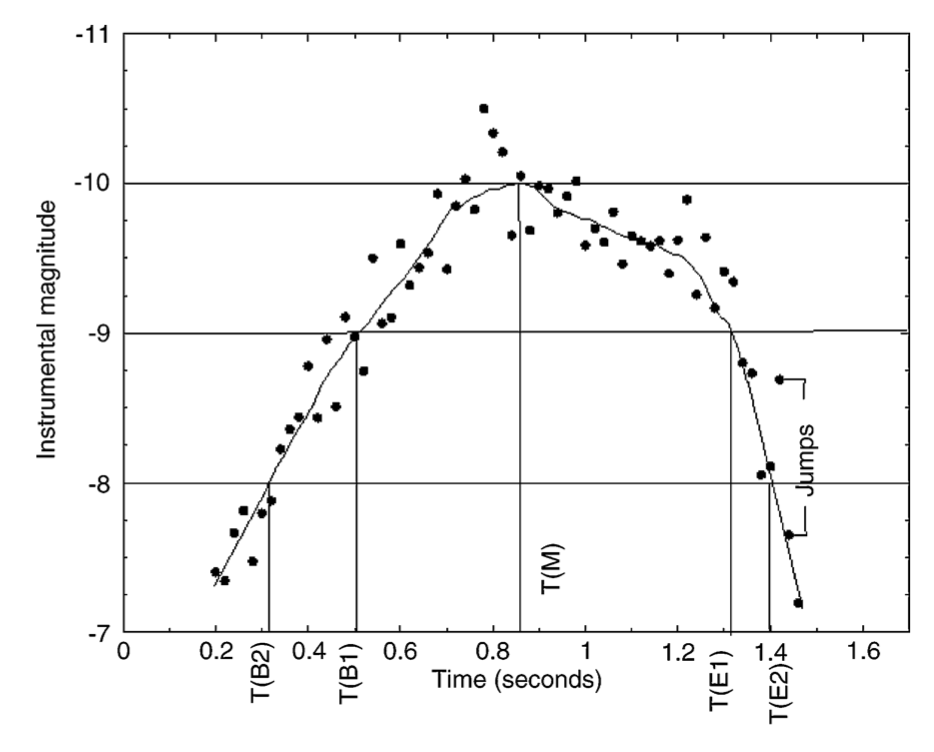 -11
-10
-9
-8
-7
Instrumental magnitude
0
0.2
0.4
0.6
0.8
1
1.2
1.4
1.6
Time (seconds)
T(B2)
T(B1)
T(M)
T(E1)
T(E2)
Jumps